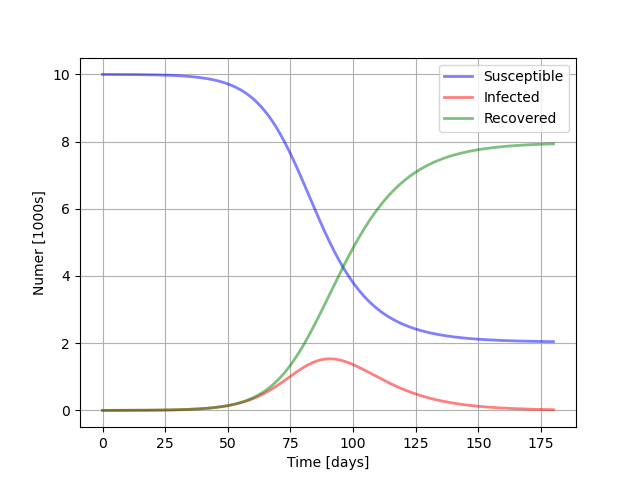 10
8
6
4
2
0
Numer [1000s]
Susceptible
Infected
Recovered
0 25 50 75 100 125 150 175
Time [days]